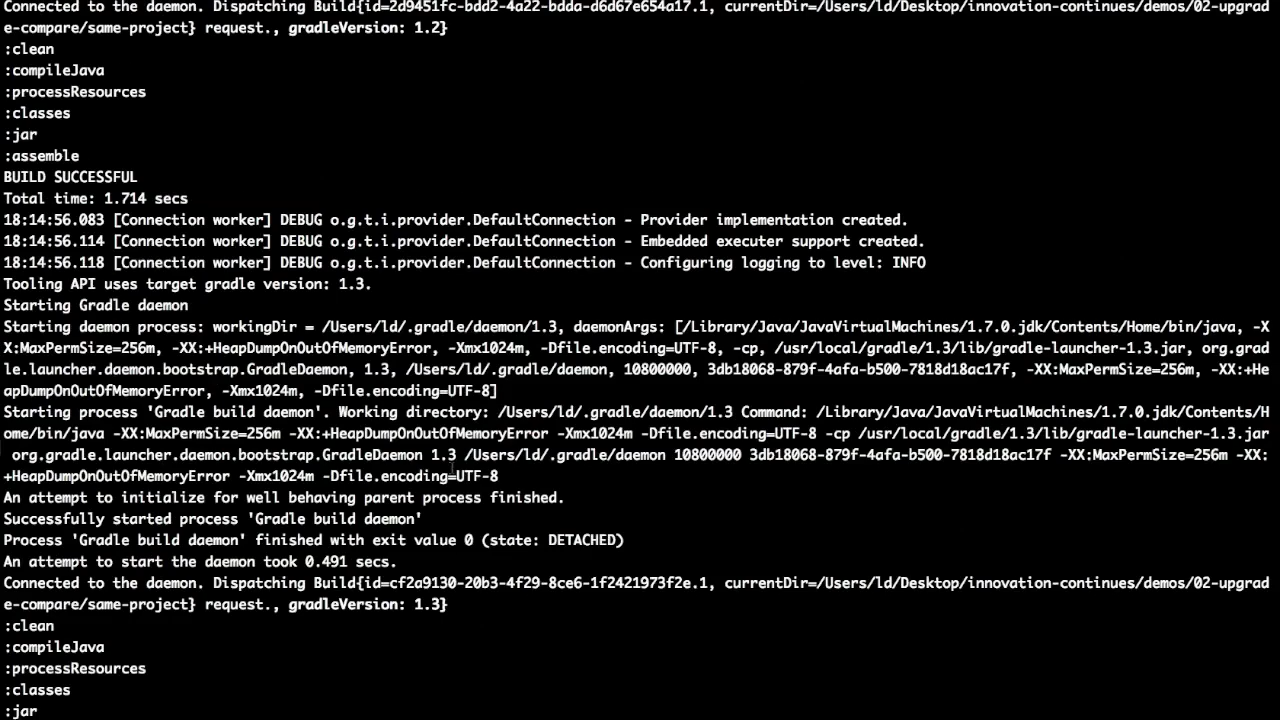 Connected to the daemon. Dispatching Build{id=2d9451fc-bdd2-4a22-bdda-d6d67e654a17.1, currentDir=/Users/ld/Desktop/innovation-continues/demos/02-upgrad
e-compare/same-project} request., gradleVersion: 1.2}
:clean
:compileJava
:processResources
:classes
:jar
:assemble
BUILD SUCCESSFUL
Total time: 1.714 secs
18:14:56.083 [Connection worker] DEBUG o.g.t.i.provider.DefaultConnection - Provider implementation created.
18:14:56.114 [Connection worker] DEBUG o.g.t.i.provider.DefaultConnection - Embedded executer support created.
18:14:56.118 [Connection worker] DEBUG o.g.t.i.provider.DefaultConnection - Configuring logging to level: INFO
Tooling API uses target gradle version: 1.3.
Starting Gradle daemon
Starting daemon process: workingDir = /Users/ld/.gradle/daemon/1.3, daemonArgs: [/Library/Java/JavaVirtualMachines/1.7.0.jdk/Contents/Home/bin/java, -X
X:MaxPermSize=256m, -XX:+HeapDumpOnOutOfMemoryError, -Xmx1024m, -Dfile.encoding=UTF-8, -cp, /usr/local/gradle/1.3/lib/gradle-launcher-1.3.jar, org.grad
le.launcher.daemon.bootstrap.GradleDaemon, 1.3, /Users/ld/.gradle/daemon, 10800000, 3db18068-879f-4afa-b500-7818d18ac17f, -XX:MaxPermSize=256m, -XX:+He
apDumpOnOutOfMemoryError, -Xmx1024m, -Dfile.encoding=UTF-8]
Starting process 'Gradle build daemon'. Working directory: /Users/ld/.gradle/daemon/1.3 Command: /Library/Java/JavaVirtualMachines/1.7.0.jdk/Contents/H
ome/bin/java -XX:MaxPermSize=256m -XX:+HeapDumpOnOutOfMemoryError -Xmx1024m -Dfile.encoding=UTF-8 -cp /usr/local/gradle/1.3/lib/gradle-launcher-1.3.jar
org.gradle.launcher.daemon.bootstrap.GradleDaemon 1.3 /Users/ld/.gradle/daemon 10800000 3db18068-879f-4afa-b500-7818d18ac17f -XX:MaxPermSize=256m -XX:
+HeapDumpOnOutOfMemoryError -Xmx1024m -Dfile.encoding=UTF-8
An attempt to initialize for well behaving parent process finished.
Successfully started process 'Gradle build daemon'
Process 'Gradle build daemon' finished with exit value 0 (state: DETACHED)
An attempt to start the daemon took 0.491 secs.
Connected to the daemon. Dispatching Build{id=cf2a9130-20b3-4f29-8ce6-1f2421973f2e.1, currentDir=/Users/ld/Desktop/innovation-continues/demos/02-upgrad
e-compare/same-project} request., gradleVersion: 1.3}
:clean
:compileJava
:processResources
:classes
:jar